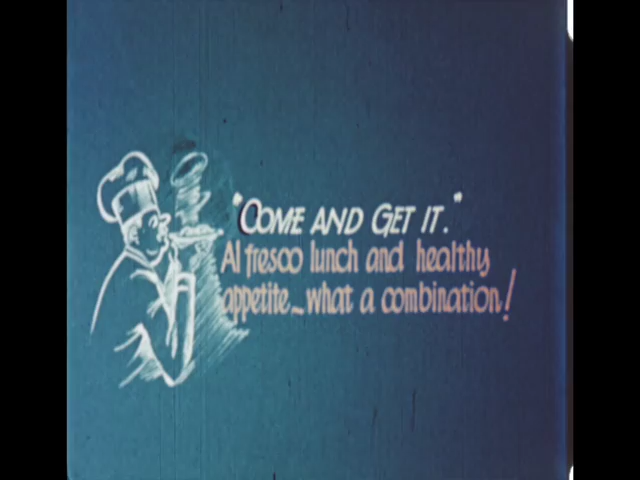 "COME AND GET IT."
Al fresco lunch and healthy
appetite~what a combination!